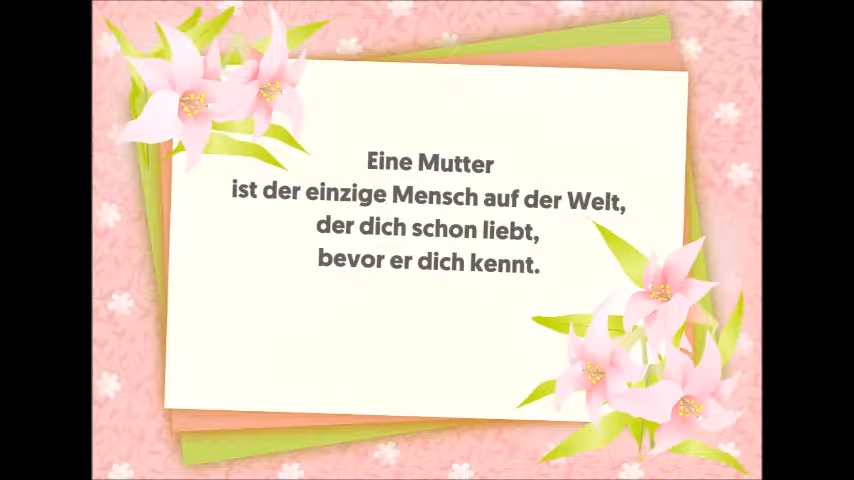 Eine Mutter
ist der einzige Mensch auf der Welt,
der dich schon liebt,
bevor er dich kennt.